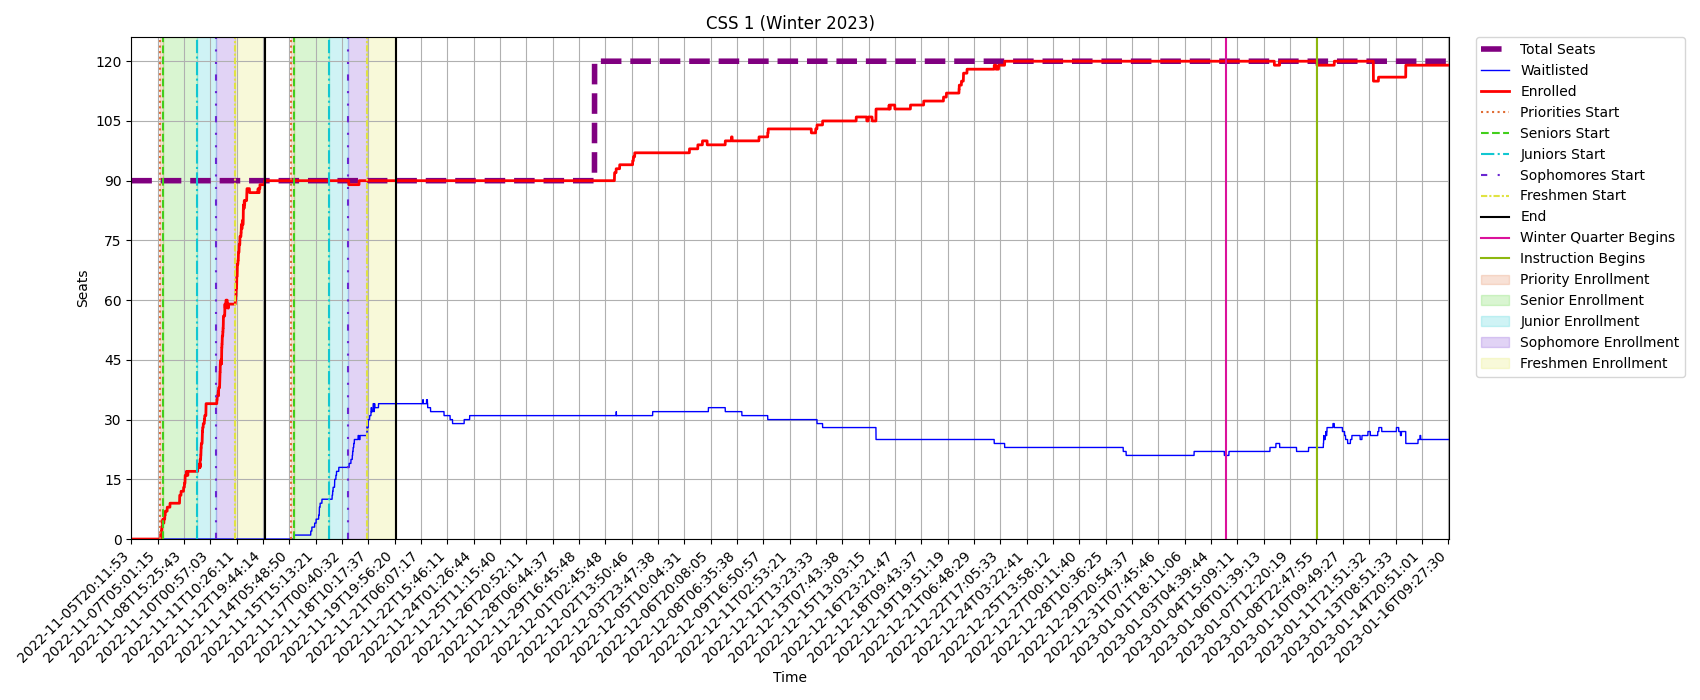 CSS 1 (Winter 2023)
Seats
120
105
90
75
60
45
30
15
0
2022-11-05T20:11:53
2022-11-07T05:01:15
2022-11-08T15:25:43
2022-11-10T00:57:03
2022-11-11T10:26:11
2022-11-12T19:44:14
2022-11-14T05:48:50
2022-11-15T15:13:21
2022-11-17T00:40:32
2022-11-18T10:17:37
2022-11-19T19:56:20
2022-11-21T06:07:17
2022-11-22T15:46:11
2022-11-24T01:26:44
2022-11-25T11:15:40
2022-11-26T20:52:11
2022-11-28T06:44:37
2022-11-29T16:45:48
2022-12-01T02:45:48
2022-12-02T13:50:46
2022-12-03T23:47:38
2022-12-05T10:04:31
2022-12-06T20:08:05
2022-12-08T06:35:38
2022-12-09T16:50:57
2022-12-11T02:53:21
2022-12-12T13:23:33
2022-12-13T07:43:38
2022-12-15T13:03:15
2022-12-16T23:21:47
2022-12-18T09:43:37
2022-12-19T19:51:19
2022-12-21T06:48:29
2022-12-22T17:05:33
2022-12-24T03:22:41
2022-12-25T13:58:12
2022-12-27T00:11:40
2022-12-28T10:36:25
2022-12-29T20:54:37
2022-12-31T07:45:46
2023-01-01T18:11:06
2023-01-03T04:39:44
2023-01-04T15:09:11
2023-01-06T01:39:13
2023-01-07T12:20:19
2023-01-08T22:47:55
2023-01-10T09:49:27
2023-01-11T21:51:32
2023-01-13T08:51:33
2023-01-14T20:51:01
2023-01-16T09:27:30
Time
Total Seats
Waitlisted
Enrolled
Priorities Start
Seniors Start
Juniors Start
Sophomores Start
Freshmen Start
End
Winter Quarter Begins
Instruction Begins
Priority Enrollment
Senior Enrollment
Junior Enrollment
Sophomore Enrollment
Freshmen Enrollment